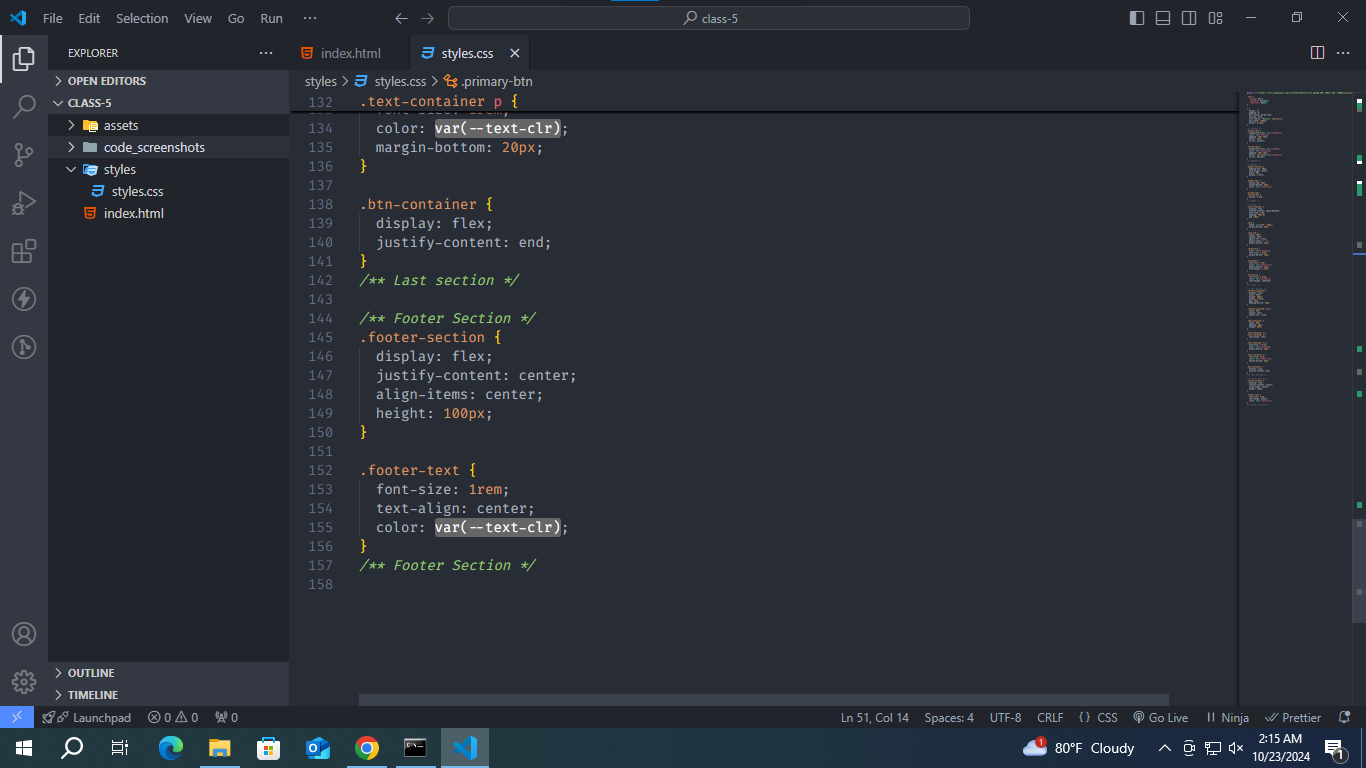 File Edit Selection View Go Run ··· class-5
EXPLORER ···
index.html
styles.css
OPEN EDITORS
CLASS-5
assets
code_screenshots
styles
styles.css
index.html
OUTLINE
TIMELINE
styles > styles.css > .primary-btn
132 .text-container p {
134 color: var(--text-clr);
135 margin-bottom: 20px;
136 }
137
138 .btn-container {
139 display: flex;
140 justify-content: end;
141 }
142 /** Last section */
143
144 /** Footer Section */
145 .footer-section {
146 display: flex;
147 justify-content: center;
148 align-items: center;
149 height: 100px;
150 }
151
152 .footer-text {
153 font-size: 1rem;
154 text-align: center;
155 color: var(--text-clr);
156 }
157 /** Footer Section */
158
Launchpad 0 0 0 Ln 51, Col 14 Spaces: 4 UTF-8 CRLF {} CSS Go Live Ninja Prettier
1 80°F Cloudy 2:15 AM
10/23/2024 1